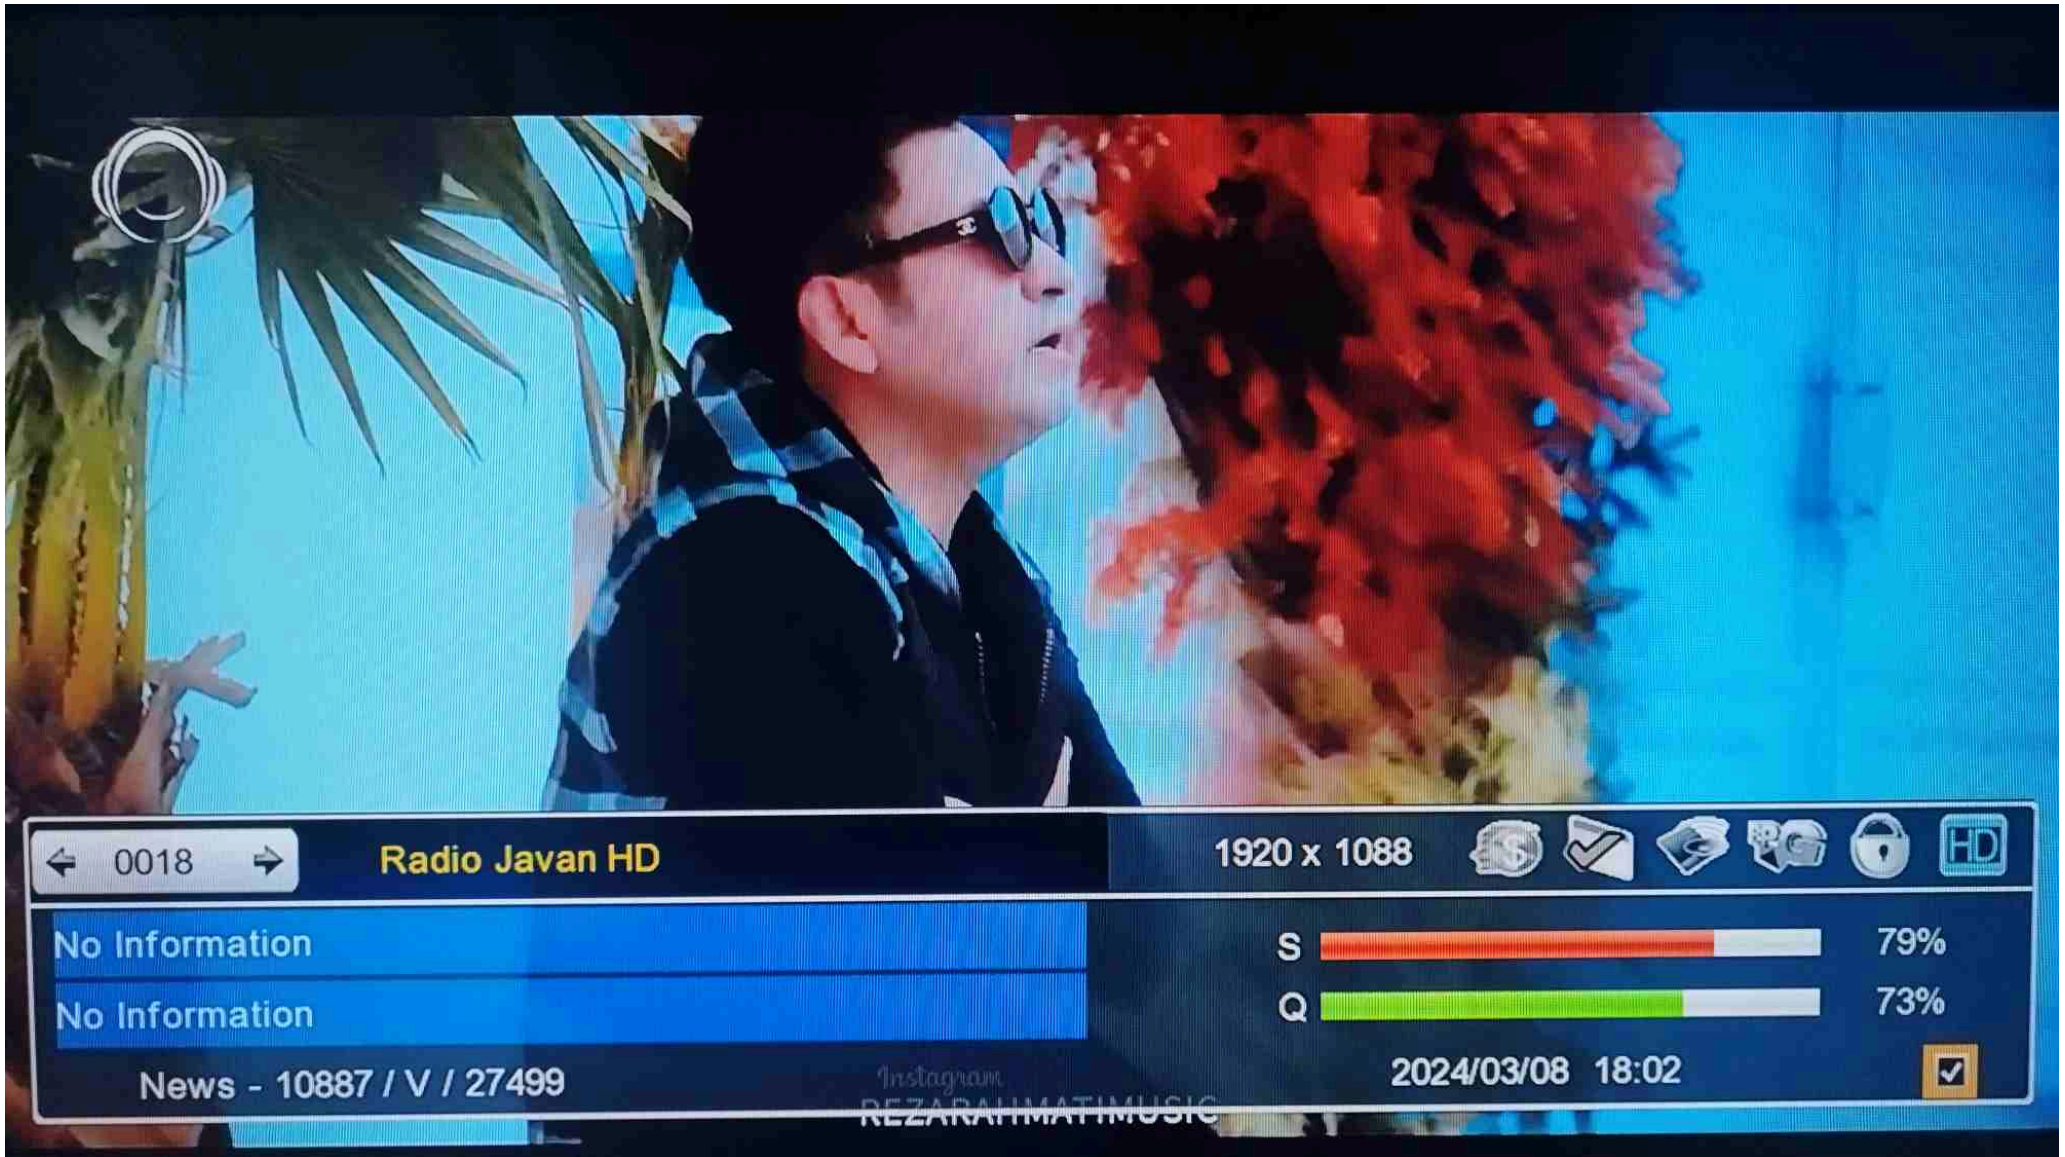 0018
Radio Javan HD
1920 x 1088
HD
No Information
No Information
S 79%
Q 73%
News - 10887 / V / 27499
2024/03/08 18:02
Instagram
REZARAHMATIMUSIC